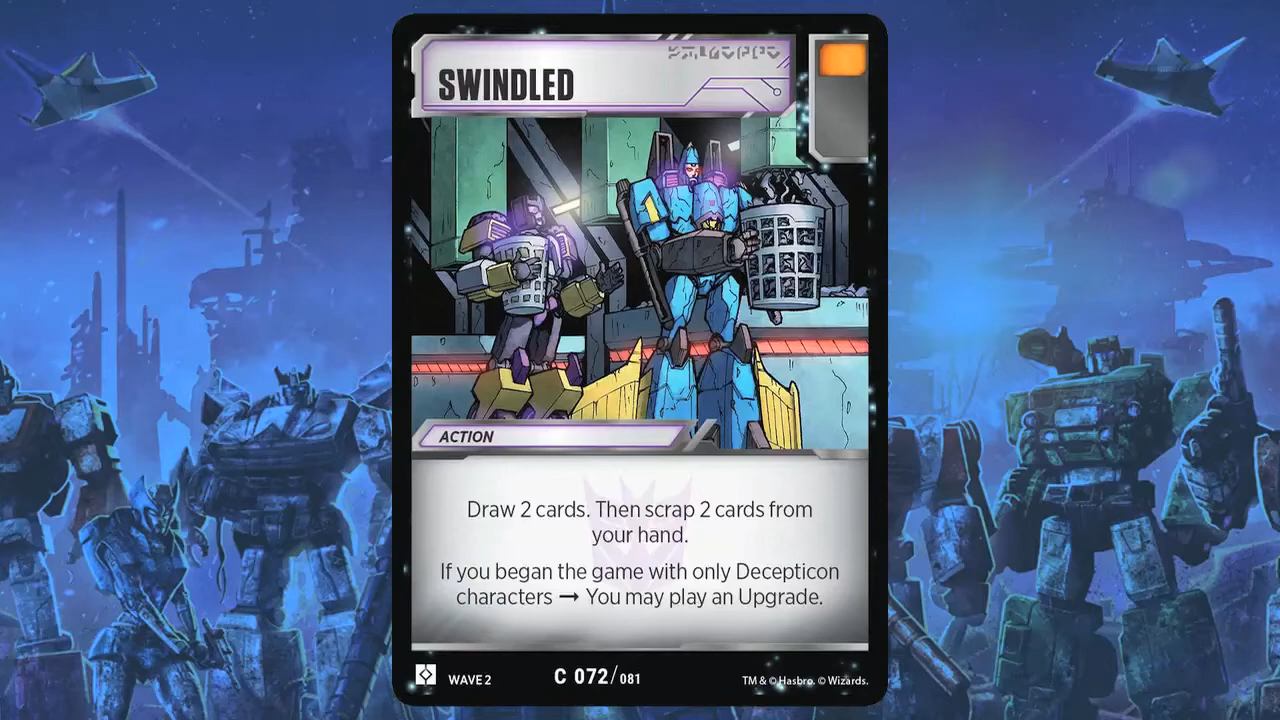 SWINDLED
ACTION
Draw 2 cards. Then scrap 2 cards from
your hand.
If you began the game with only Decepticon
characters → You may play an Upgrade.
WAVE 2
C 072/081
TM & © Hasbro. © Wizards.